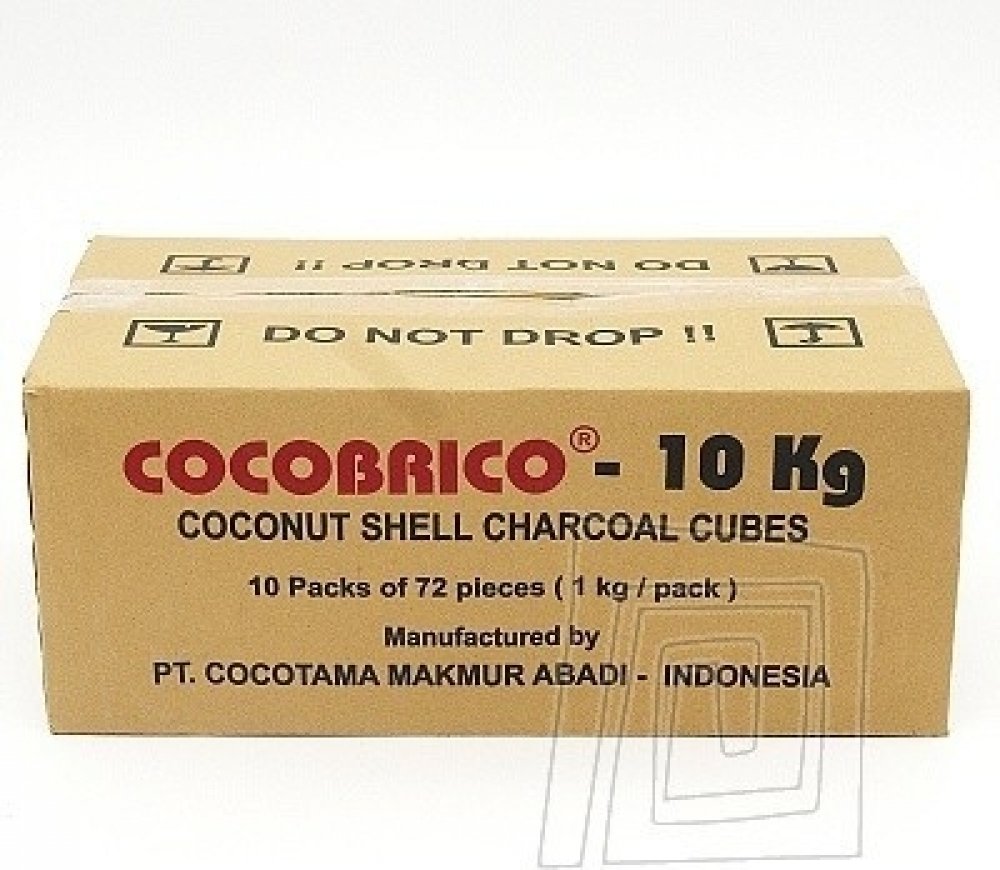 DO NOT DROP !!
DO NOT DROP !!
COCOBRICO® - 10 Kg
COCONUT SHELL CHARCOAL CUBES
10 Packs of 72 pieces ( 1 kg / pack )
Manufactured by
PT. COCOTAMA MAKMUR ABADI - INDONESIA